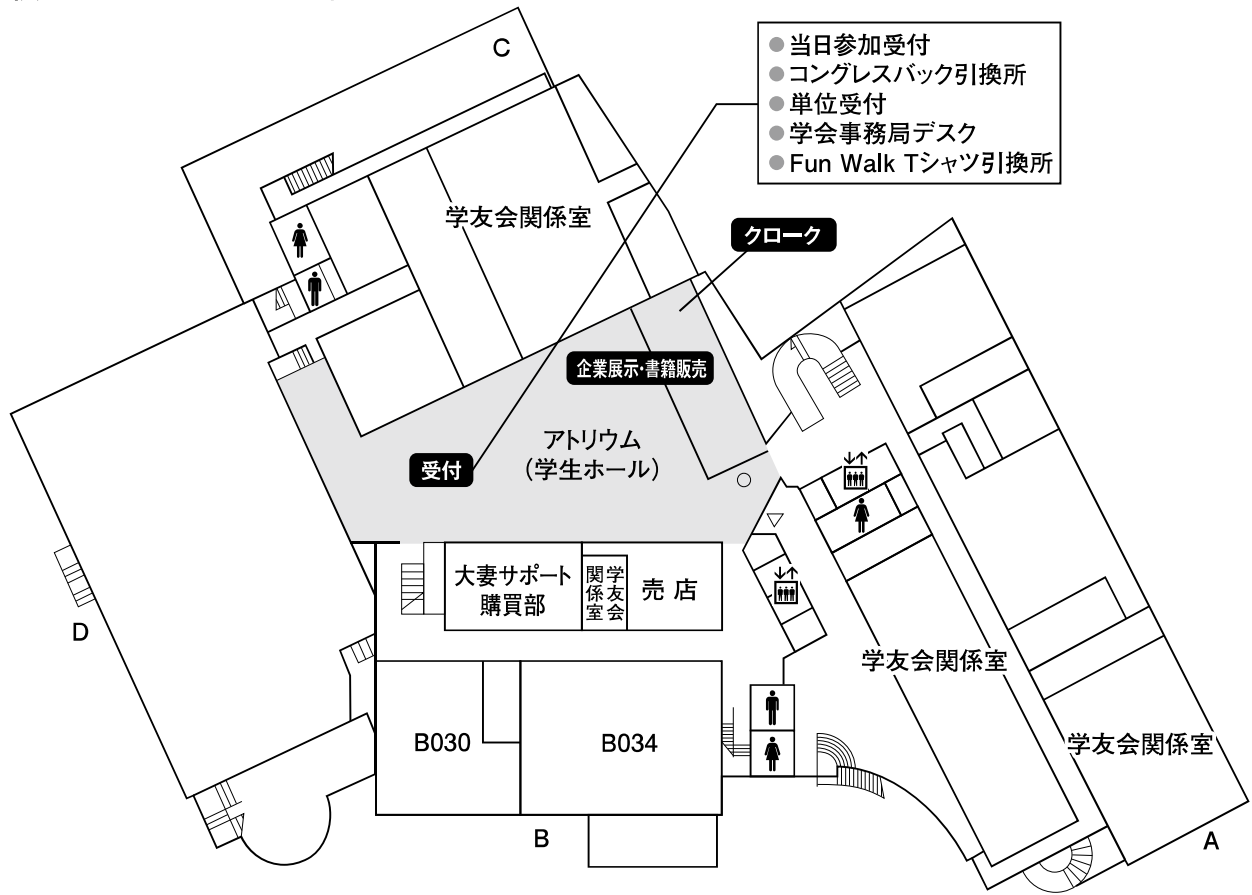 C
● 当日参加受付
● コングレスバック引換所
● 単位受付
● 学会事務局デスク
● Fun Walk Tシャツ引換所
学友会関係室
クローク
企業展示・書籍販売
アトリウム
(学生ホール)
受付
大妻サポート
購買部
学友会
関係室
売店
D
学友会関係室
B030
B034
学友会関係室
B
A